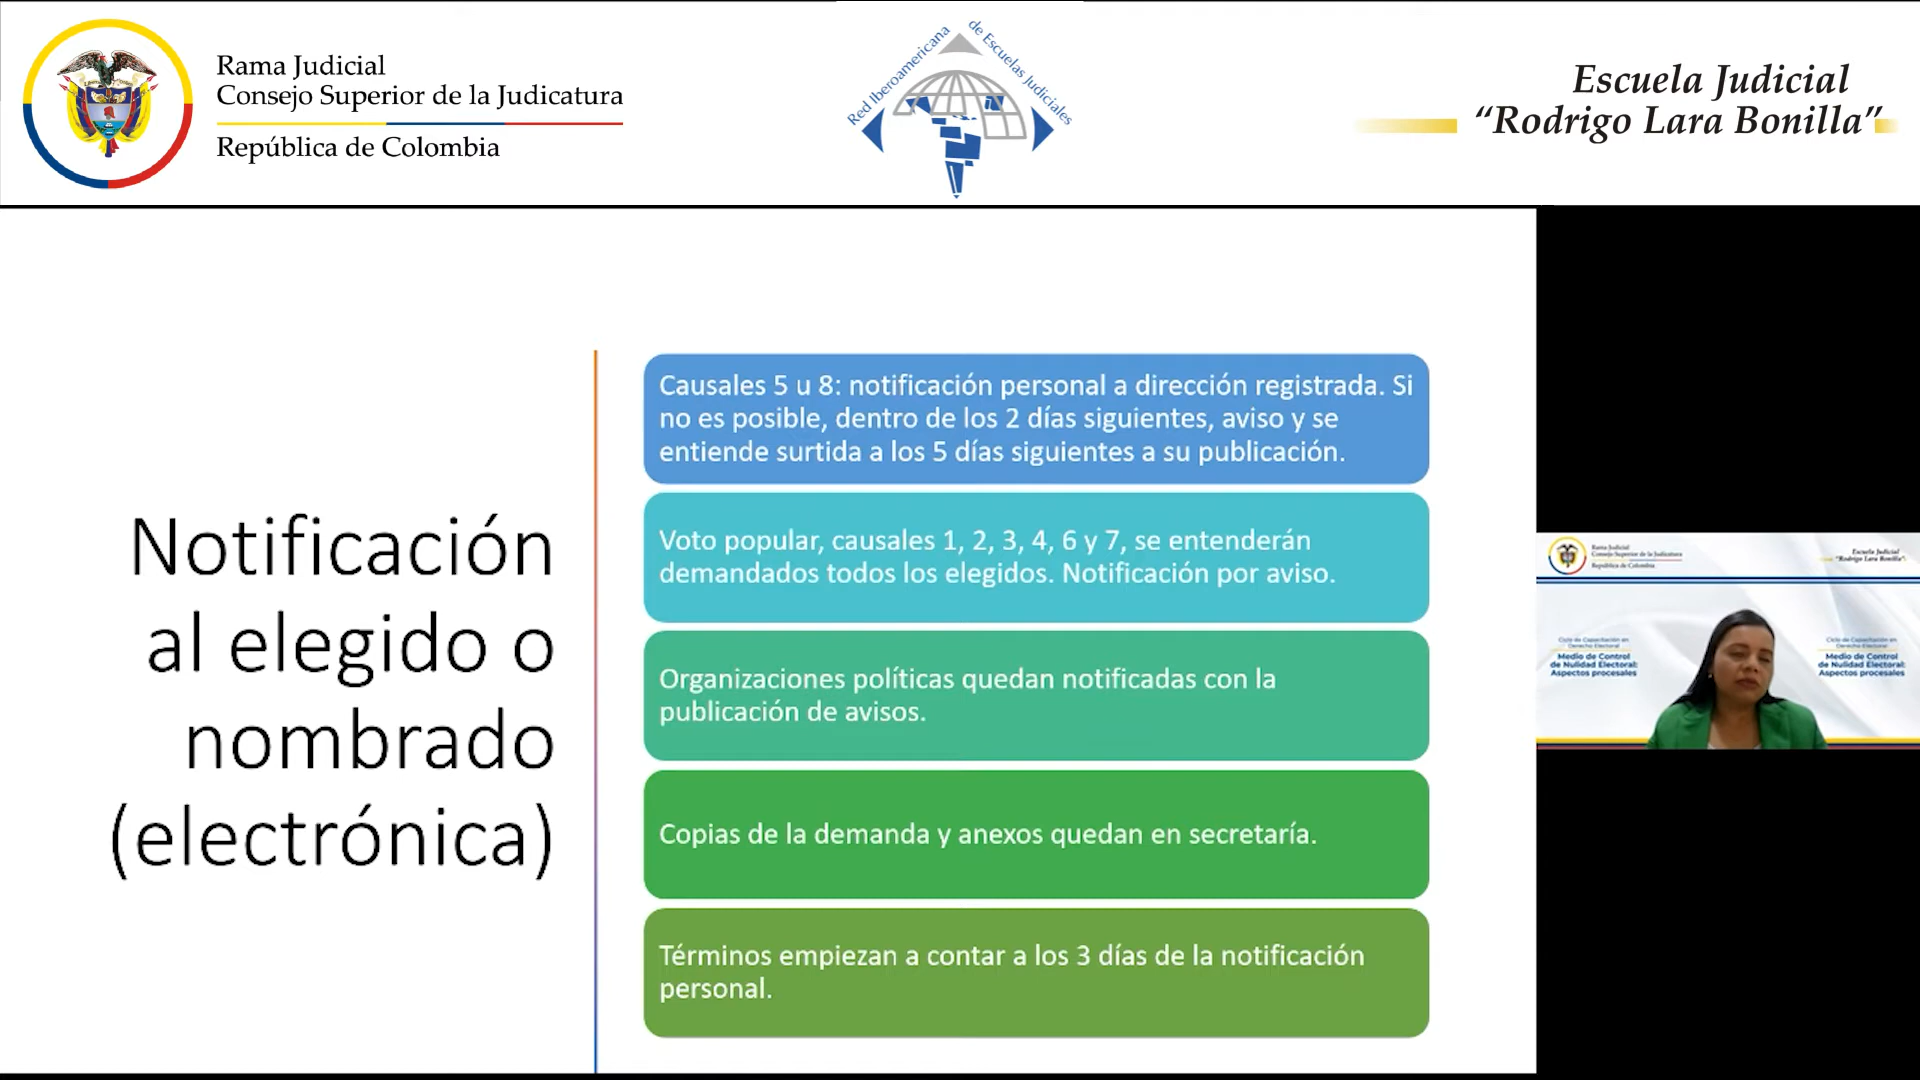 Rama Judicial
Consejo Superior de la Judicatura
República de Colombia
Red Iberoamericana
de Escuelas Judiciales
Escuela Judicial
“Rodrigo Lara Bonilla”
Notificación
al elegido o
nombrado
(electrónica)
Causales 5 u 8: notificación personal a dirección registrada. Si
no es posible, dentro de los 2 días siguientes, aviso y se
entiende surtida a los 5 días siguientes a su publicación.
Voto popular, causales 1, 2, 3, 4, 6 y 7, se entenderán
demandados todos los elegidos. Notificación por aviso.
Organizaciones políticas quedan notificadas con la
publicación de avisos.
Copias de la demanda y anexos quedan en secretaría.
Términos empiezan a contar a los 3 días de la notificación
personal.
Rama Judicial
Consejo Superior de la Judicatura
República de Colombia
Escuela Judicial
“Rodrigo Lara Bonilla”
Ciclo de Capacitación en
Derecho Electoral
Medio de Control
de Nulidad Electoral:
Aspectos procesales
Ciclo de Capacitación en
Derecho Electoral
Medio de Control
de Nulidad Electoral:
Aspectos procesales